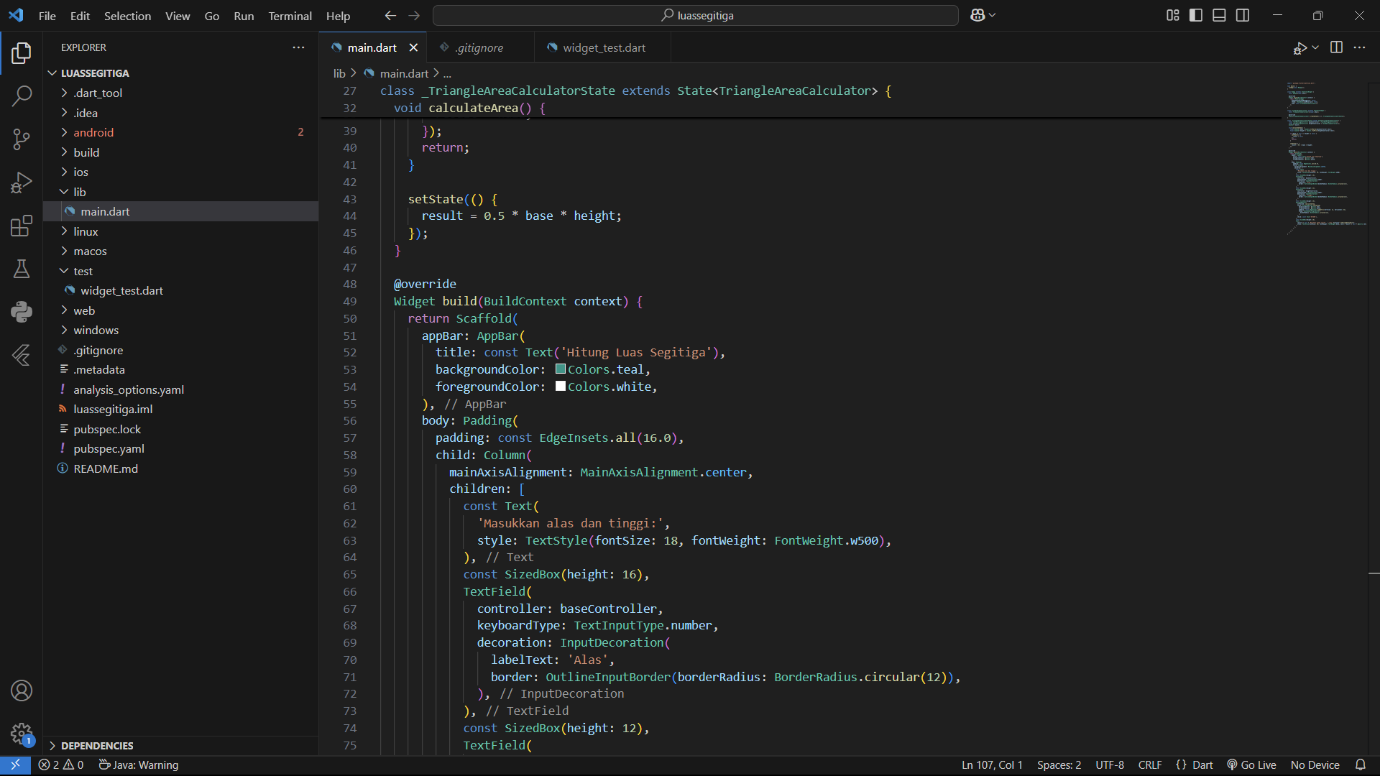 File Edit Selection View Go Run Terminal Help
luassegitiga
EXPLORER
LUASSEGITIGA
.dart_tool
.idea
android 2
build
ios
lib
main.dart
linux
macos
test
widget_test.dart
web
windows
.gitignore
.metadata
analysis_options.yaml
luassegitiga.iml
pubspec.lock
pubspec.yaml
README.md
DEPENDENCIES
main.dart .gitignore widget_test.dart
lib > main.dart > ...
27 class _TriangleAreaCalculatorState extends State<TriangleAreaCalculator> {
32 void calculateArea() {
39 });
40 return;
41 }
42
43 setState(() {
44 result = 0.5 * base * height;
45 });
46 }
47
48 @override
49 Widget build(BuildContext context) {
50 return Scaffold(
51 appBar: AppBar(
52 title: const Text('Hitung Luas Segitiga'),
53 backgroundColor: Colors.teal,
54 foregroundColor: Colors.white,
55 ), // AppBar
56 body: Padding(
57 padding: const EdgeInsets.all(16.0),
58 child: Column(
59 mainAxisAlignment: MainAxisAlignment.center,
60 children: [
61 const Text(
62 'Masukkan alas dan tinggi:',
63 style: TextStyle(fontSize: 18, fontWeight: FontWeight.w500),
64 ), // Text
65 const SizedBox(height: 16),
66 TextField(
67 controller: baseController,
68 keyboardType: TextInputType.number,
69 decoration: InputDecoration(
70 labelText: 'Alas',
71 border: OutlineInputBorder(borderRadius: BorderRadius.circular(12)),
72 ), // InputDecoration
73 ), // TextField
74 const SizedBox(height: 12),
75 TextField(
1
2 0 Java: Warning Ln 107, Col 1 Spaces: 2 UTF-8 CRLF {} Dart Go Live No Device